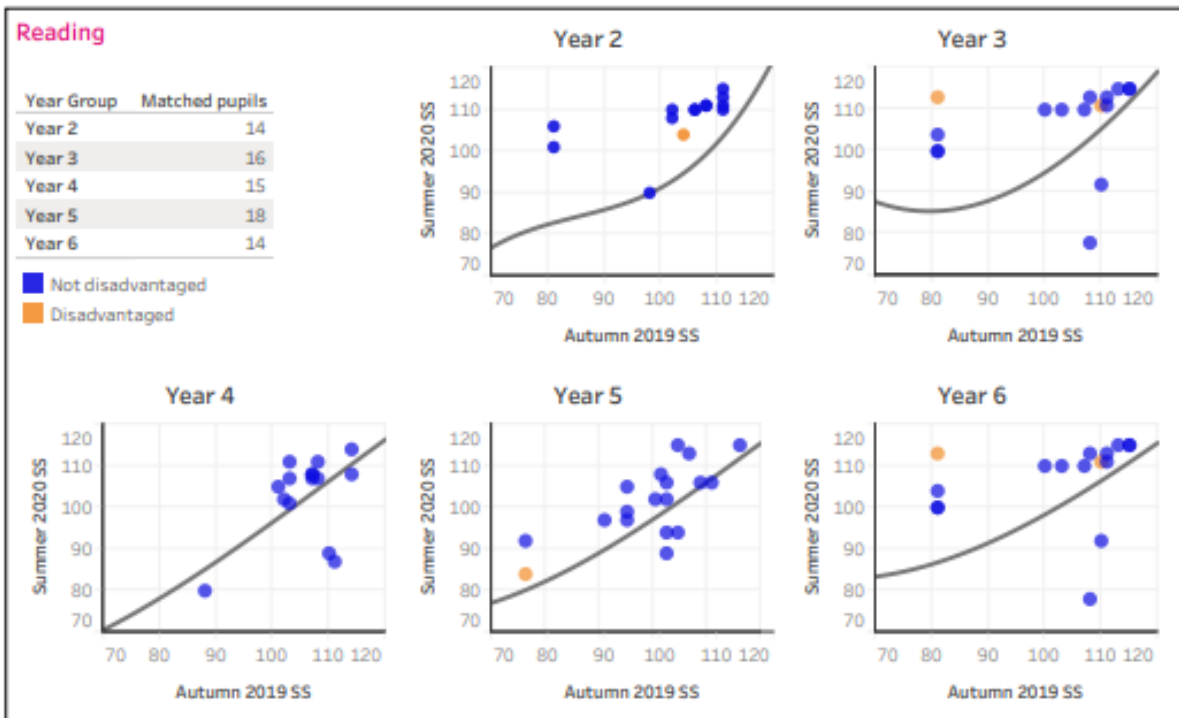 Reading
Year Group Matched pupils
Year 2 14
Year 3 16
Year 4 15
Year 5 18
Year 6 14
Not disadvantaged
Disadvantaged
Year 2
Summer 2020 SS
120
110
100
90
80
70
70 80 90 100 110 120
Autumn 2019 SS
Year 3
Summer 2020 SS
120
110
100
90
80
70
70 80 90 100 110 120
Autumn 2019 SS
Year 4
Summer 2020 SS
120
110
100
90
80
70
70 80 90 100 110 120
Autumn 2019 SS
Year 5
Summer 2020 SS
120
110
100
90
80
70
70 80 90 100 110 120
Autumn 2019 SS
Year 6
Summer 2020 SS
120
110
100
90
80
70
70 80 90 100 110 120
Autumn 2019 SS